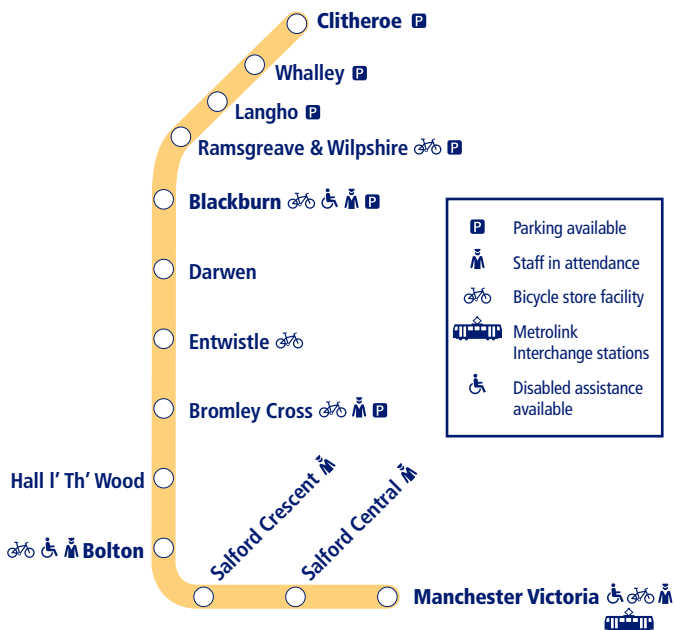 Clitheroe P
Whalley P
Langho P
Ramsgreave & Wilpshire P
Blackburn P
Darwen
Entwistle
Bromley Cross P
Hall l' Th' Wood
Bolton
Salford Crescent
Salford Central
Manchester Victoria
P Parking available
Staff in attendance
Bicycle store facility
Metrolink
Interchange stations
Disabled assistance
available